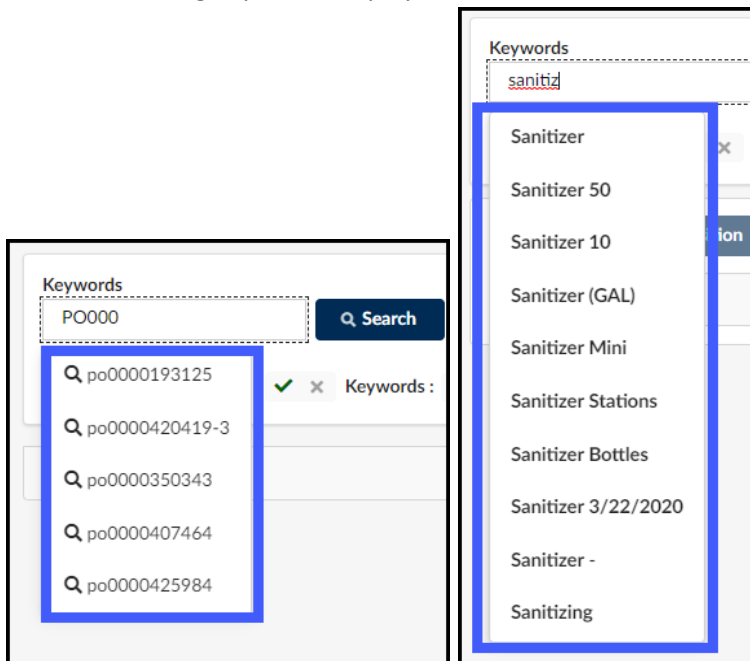 Keywords
PO000
Search
po0000193125
Keywords :
po0000420419-3
po0000350343
po0000407464
po0000425984
Keywords
sanitiz
Sanitizer
Sanitizer 50
Sanitizer 10
ion
Sanitizer (GAL)
Sanitizer Mini
Sanitizer Stations
Sanitizer Bottles
Sanitizer 3/22/2020
Sanitizer -
Sanitizing